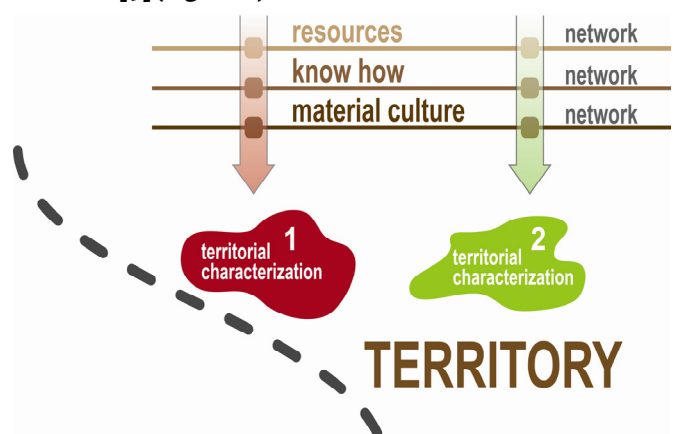 resources network
know how network
material culture network
1
territorial
characterization
2
territorial
characterization
TERRITORY